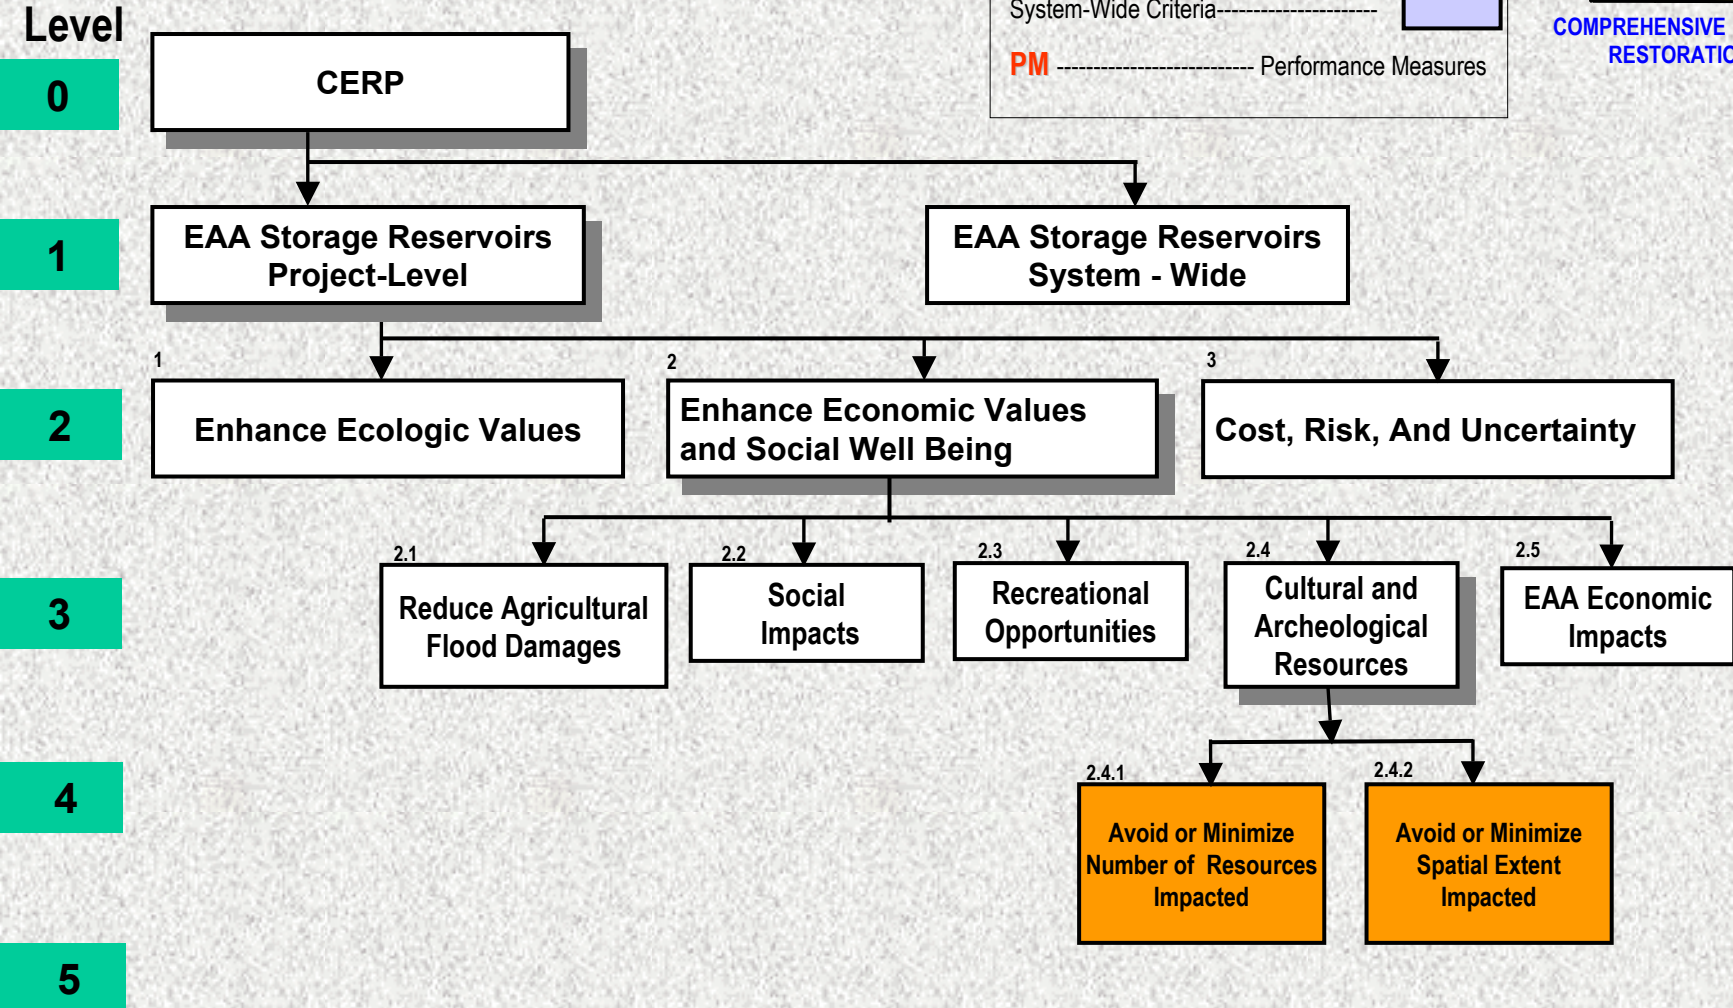 Level
System-Wide Criteria----------------------
PM --------------------------- Performance Measures
COMPREHENSIVE
RESTORATIO
0
CERP
1
EAA Storage Reservoirs
Project-Level
EAA Storage Reservoirs
System - Wide
2
1
Enhance Ecologic Values
2
Enhance Economic Values
and Social Well Being
3
Cost, Risk, And Uncertainty
3
2.1
Reduce Agricultural
Flood Damages
2.2
Social
Impacts
2.3
Recreational
Opportunities
2.4
Cultural and
Archeological
Resources
2.5
EAA Economic
Impacts
4
2.4.1
Avoid or Minimize
Number of Resources
Impacted
2.4.2
Avoid or Minimize
Spatial Extent
Impacted
5